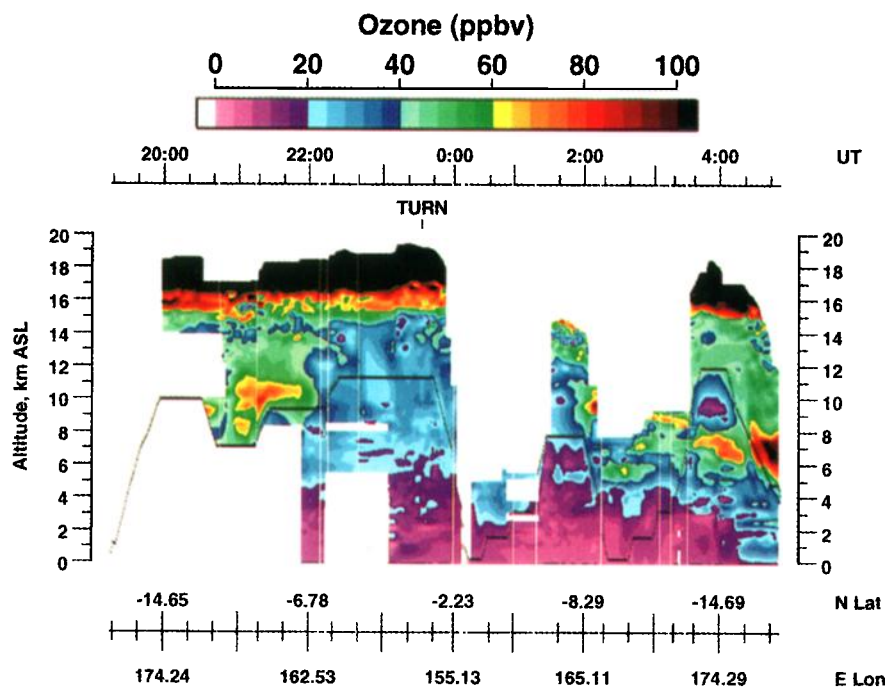 Ozone (ppbv)
0 20 40 60 80 100
20:00 22:00 0:00 2:00 4:00 UT
TURN
20 20
18 18
16 16
14 14
12 12
10 10
8 8
6 6
4 4
2 2
0 0
Altitude, km ASL
-14.65 -6.78 -2.23 -8.29 -14.69 N Lat
174.24 162.53 155.13 165.11 174.29 E Lon